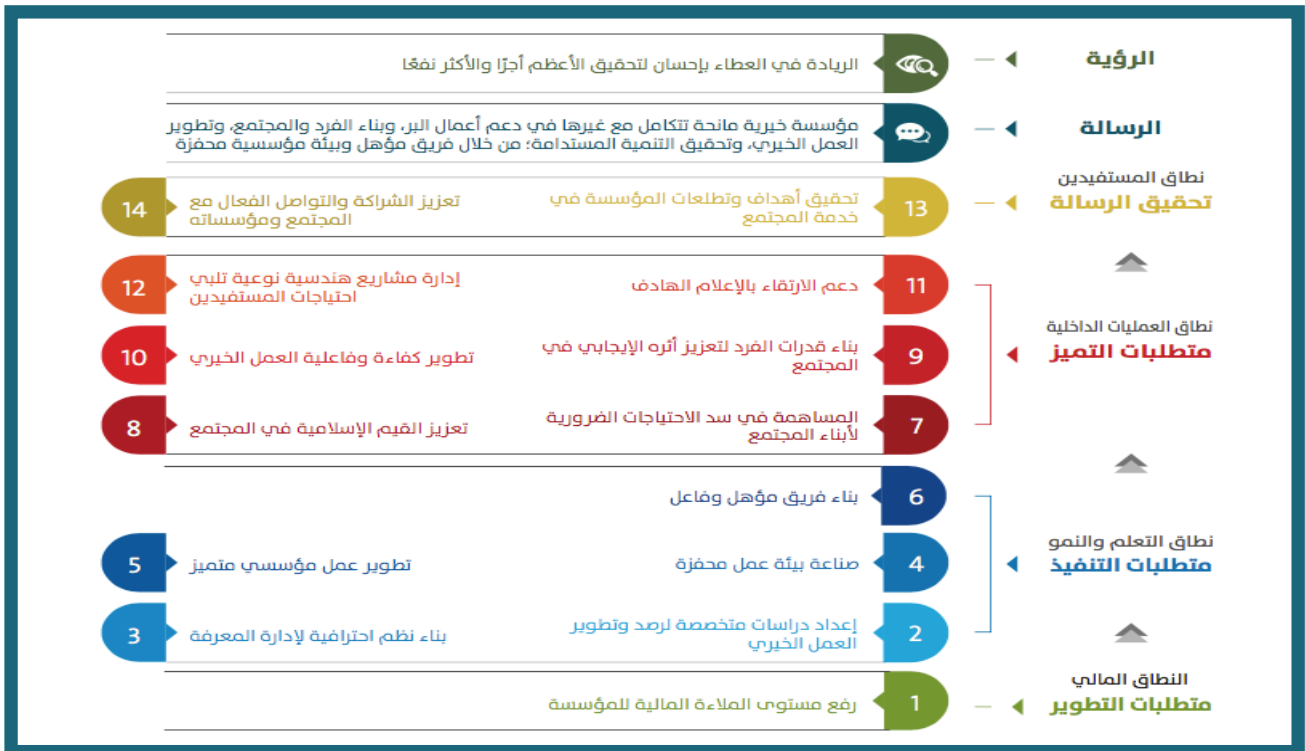 الرؤية
الريادة في العطاء بإحسان لتحقيق الأعظم أجرًا والأكثر نفعًا
الرسالة
مؤسسة خيرية مانحة تتكامل مع غيرها في دعم أعمال البر، وبناء الفرد والمجتمع، وتطوير
العمل الخيري، وتحقيق التنمية المستدامة؛ من خلال فريق مؤهل وبيئة مؤسسية محفزة
نطاق المستفيدين
تحقيق الرسالة
13
تحقيق أهداف وتطلعات المؤسسة في
خدمة المجتمع
14
تعزيز الشراكة والتواصل الفعال مع
المجتمع ومؤسساته
نطاق العمليات الداخلية
متطلبات التميز
11
دعم الارتقاء بالإعلام الهادف
12
إدارة مشاريع هندسية نوعية تلبي
احتياجات المستفيدين
9
بناء قدرات الفرد لتعزيز أثره الإيجابي في
المجتمع
10
تطوير كفاءة وفاعلية العمل الخيري
7
المساهمة في سد الاحتياجات الضرورية
لأبناء المجتمع
8
تعزيز القيم الإسلامية في المجتمع
نطاق التعلم والنمو
متطلبات التنفيذ
6
بناء فريق مؤهل وفاعل
4
صناعة بيئة عمل محفزة
5
تطوير عمل مؤسسي متميز
2
إعداد دراسات متخصصة لرصد وتطوير
العمل الخيري
3
بناء نظم احترافية لإدارة المعرفة
النطاق المالي
متطلبات التطوير
1
رفع مستوى الملاءة المالية للمؤسسة